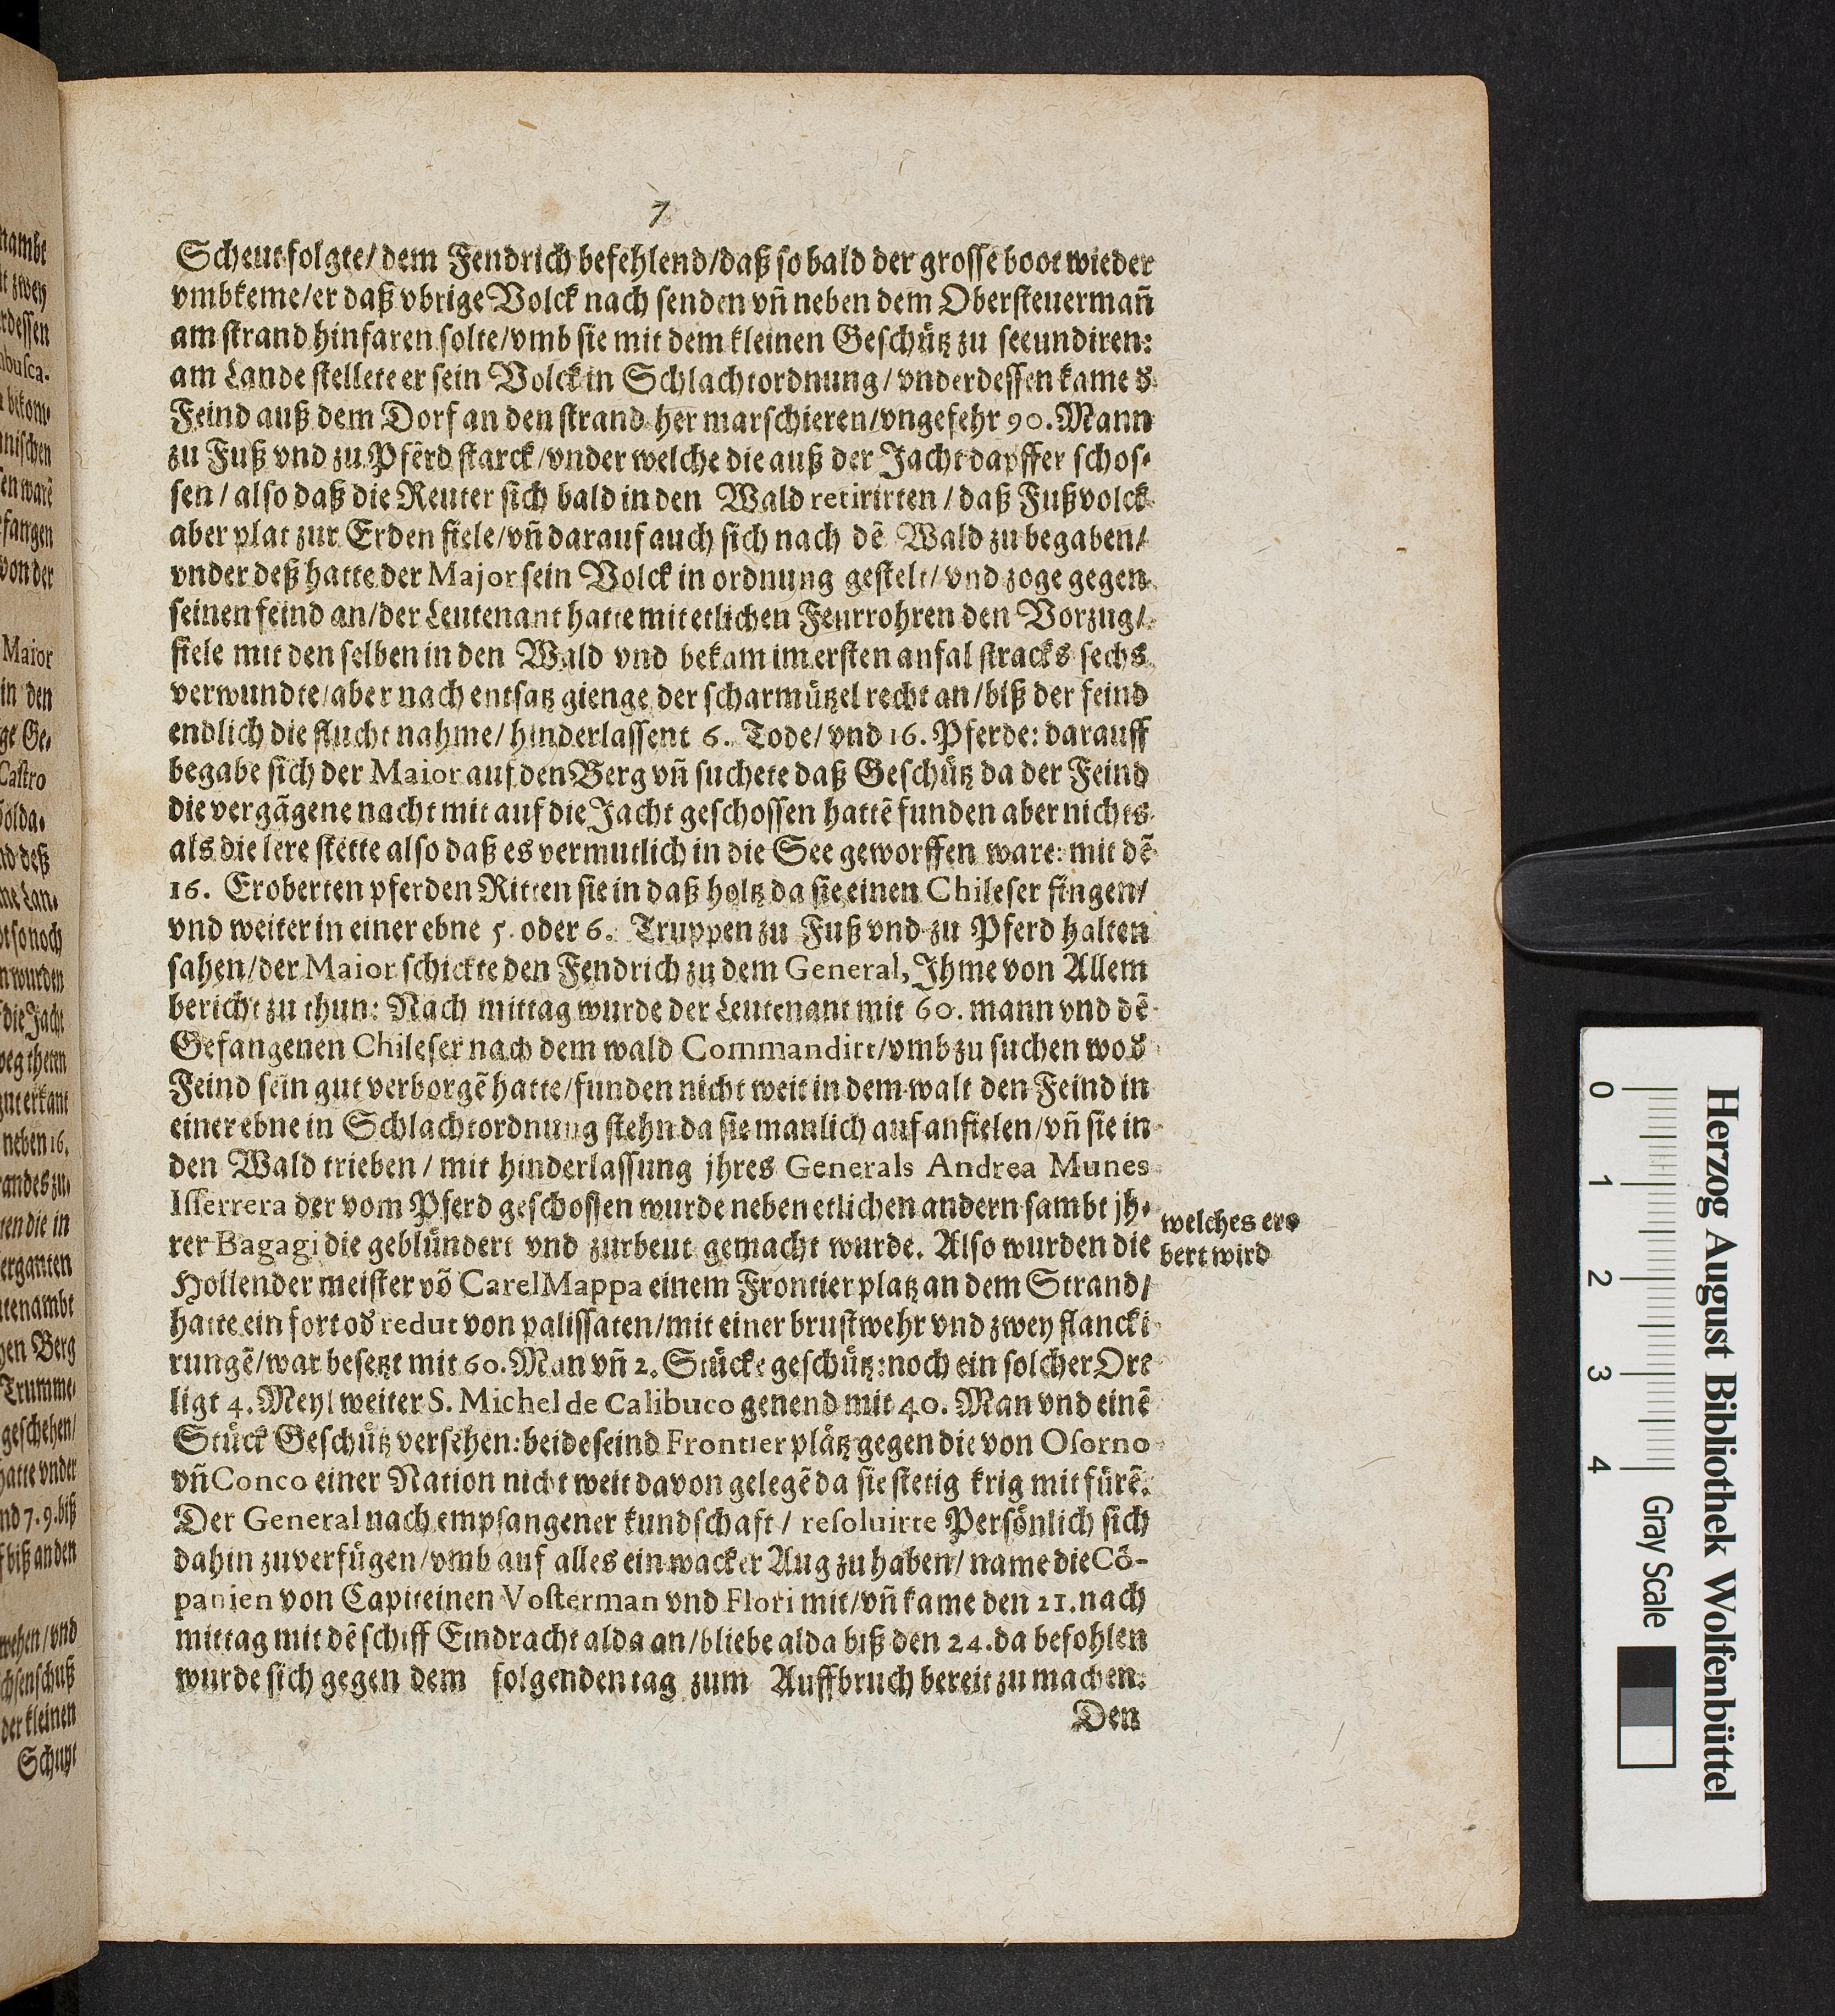 7
Scheut folgte/ dem Fendrich befehlend/daß so bald der grosse boot wieder
vmbkeme/er daß vbrige Volck nach senden vñ neben dem Obersteuermañ
am strand hinfaren solte/vmb sie mit dem kleinen Geschütz zu secundiren:
am Lande stellete er sein Volck in Schlachtordnung/ vnderdessen kame d
Feind auß dem Dorf an den strand her marschieren/vngefehr 90. Mann
zu Fuß vnd zu Pferd starck/vnder welche die auß der Jacht dapffer schos-
sen/ also daß die Reuter sich bald in den Wald retirirten / daß Fußvolck
aber plat zur Erden fiele/vñ darauf auch sich nach dẽ Wald zu begaben/
vnder deß hatte der Major sein Volck in ordnung gestelt/ vnd zoge gegen
seinen feind an/der Leutenant hatte mit etlichen Feurrohren den Vorzug/
fiele mit den selben in den Wald vnd bekam im ersten anfal stracks sechs
verwundte/aber nach entsatz gienge der scharmützel recht an/biß der feind
endlich die flucht nahme/ hinderlassent 6. Tode/ vnd 16. Pferde: darauff
begabe sich der Maior auf den Berg vñ suchete daß Geschütz da der Feind
die vergãgene nacht mit auf die Jacht geschossen hattẽ funden aber nichts
als die lere stette also daß es vermutlich in die See geworffen ware: mit dẽ
16. Eroberten pferden Ritten sie in daß holtz da sie einen Chileser fingen/
vnd weiter in einer ebne 5. oder 6. Truppen zu Fuß vnd zu Pferd halten
sahen/der Maior schickte den Fendrich zu dem General, Ihme von Allem
bericht zu thun: Nach mittag wurde der Leutenant mit 60. mann vnd dẽ
Gefangenen Chileser nach dem wald Commandirt/vmb zu suchen wo d
Feind sein gut verborgẽ hatte/funden nicht weit in dem walt den Feind in
einer ebne in Schlachtordnung stehn da sie manlich auf anfielen/vñ sie in
den Wald trieben / mit hinderlassung jhres Generals Andrea Munes
Isserrera der vom Pferd geschossen wurde neben etlichen andern sambt jh-
rer Bagagi die geblündert vnd zurbeut gemacht wurde. Also wurden die
welches ero
bert wird
Hollender meister võ Carel Mappa einem Frontier platz an dem Strand/
hatte ein fort od redut von palissaten/mit einer brustwehr vnd zwey flancki
rungẽ/war besetzt mit 60. Man vñ 2. Stücke geschütz: noch ein solcher Ort
ligt 4. Meyl weiter S. Michel de Calibuco genend mit 40. Man vnd einẽ
Stück Geschütz versehen: beide seind Frontier plätz gegen die von Osorno
vñ Conco einer Nation nicht weit davon gelegẽ da sie stetig krig mit fürẽ.
Der General nach empfangener kundschaft / resoluirte Persönlich sich
dahin zuverfügen/vmb auf alles ein wacker Aug zu haben/ name die Cõ-
panien von Capiteinen Vosterman vnd Flori mit/vñ kame den 21. nach
mittag mit dẽ schiff Eindracht alda an/bliebe alda biß den 24. da befohlen
wurde sich gegen dem folgenden tag zum Auffbruch bereit zu machen.
Den
Herzog August Bibliothek Wolfenbüttel
0 1 2 3 4
Gray Scale